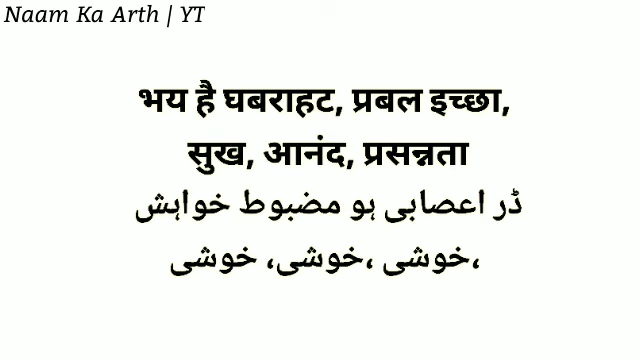 Naam Ka Arth | YT
भय है घबराहट, प्रबल इच्छा,
सुख, आनंद, प्रसन्नता
ڈر اعصابی ہو مضبوط خواہش
،خوشی ،خوشی، خوشی